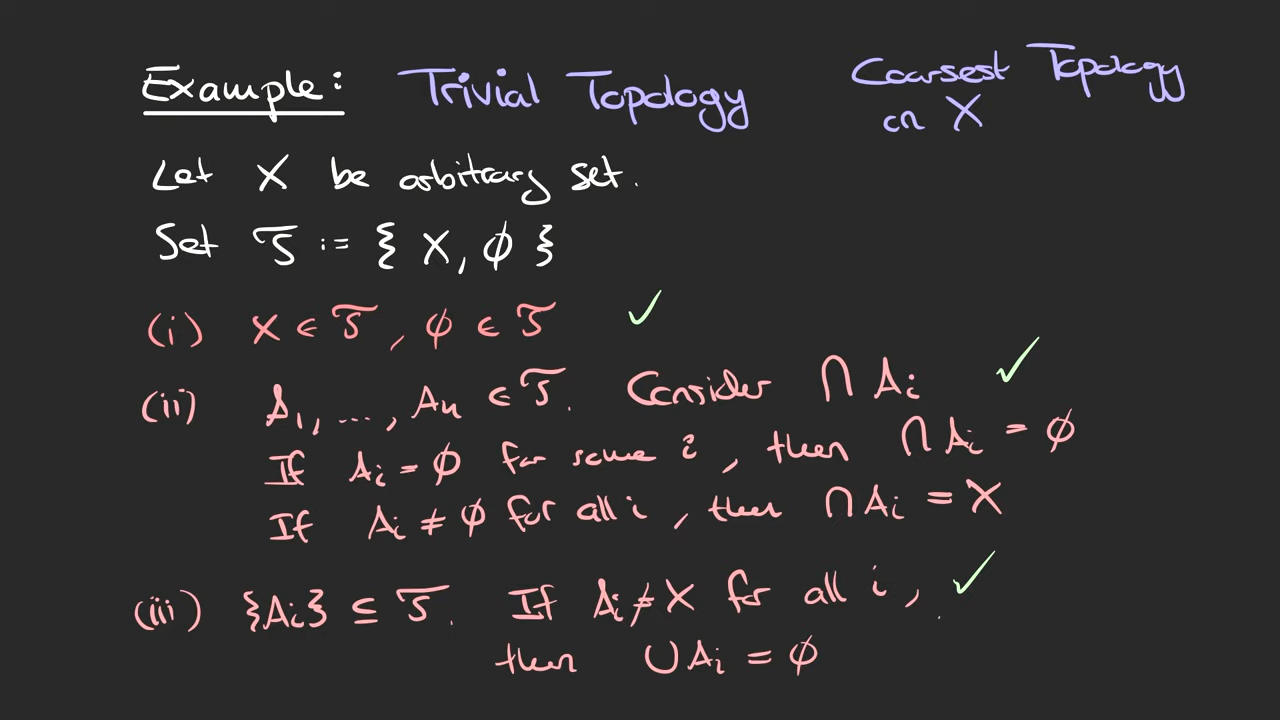 Example: Trivial Topology
Coarsest Topology
on X
Let X be arbitrary set.
Set 𝒯 := { X, ϕ }
(i) X ∈ 𝒯, ϕ ∈ 𝒯 ✓
(ii) A₁, ..., Aₙ ∈ 𝒯. Consider ⋂ Aᵢ ✓
If Aᵢ = ϕ for some i, then ⋂ Aᵢ = ϕ
If Aᵢ ≠ ϕ for all i, then ⋂ Aᵢ = X
(iii) {Aᵢ} ⊆ 𝒯. If Aᵢ ≠ X for all i, ✓
then ⋃ Aᵢ = ϕ